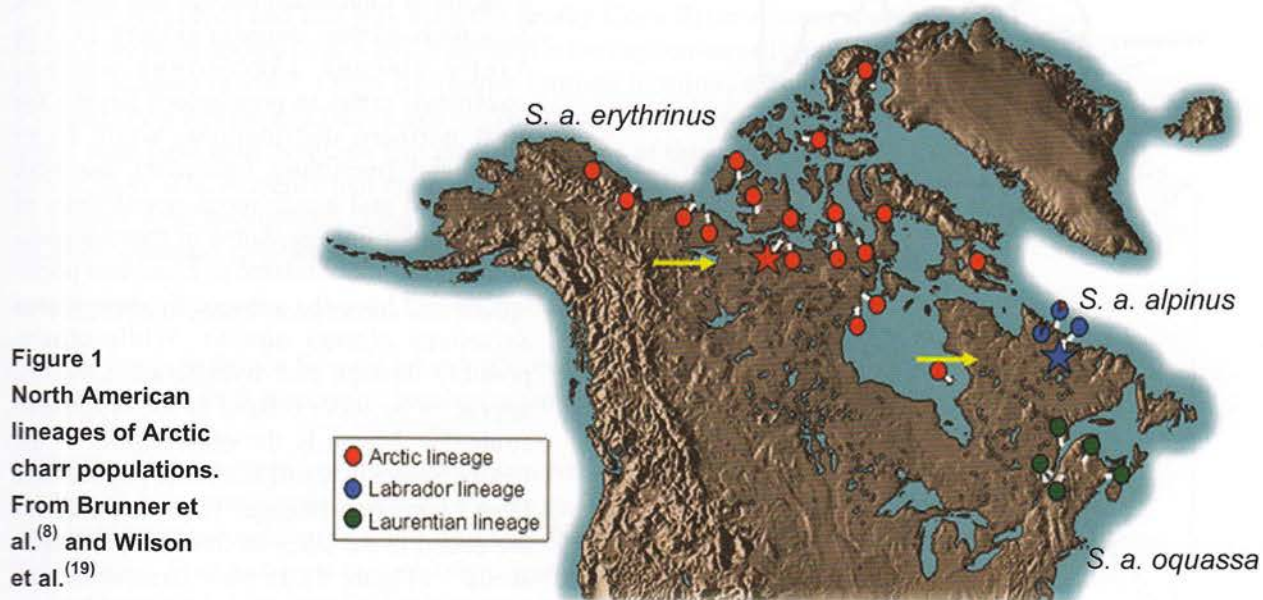 S. a. erythrinus
S. a. alpinus
Figure 1
North American
lineages of Arctic
charr populations.
From Brunner et
al.(8) and Wilson
et al.(19)
Arctic lineage
Labrador lineage
Laurentian lineage
S. a. oquassa